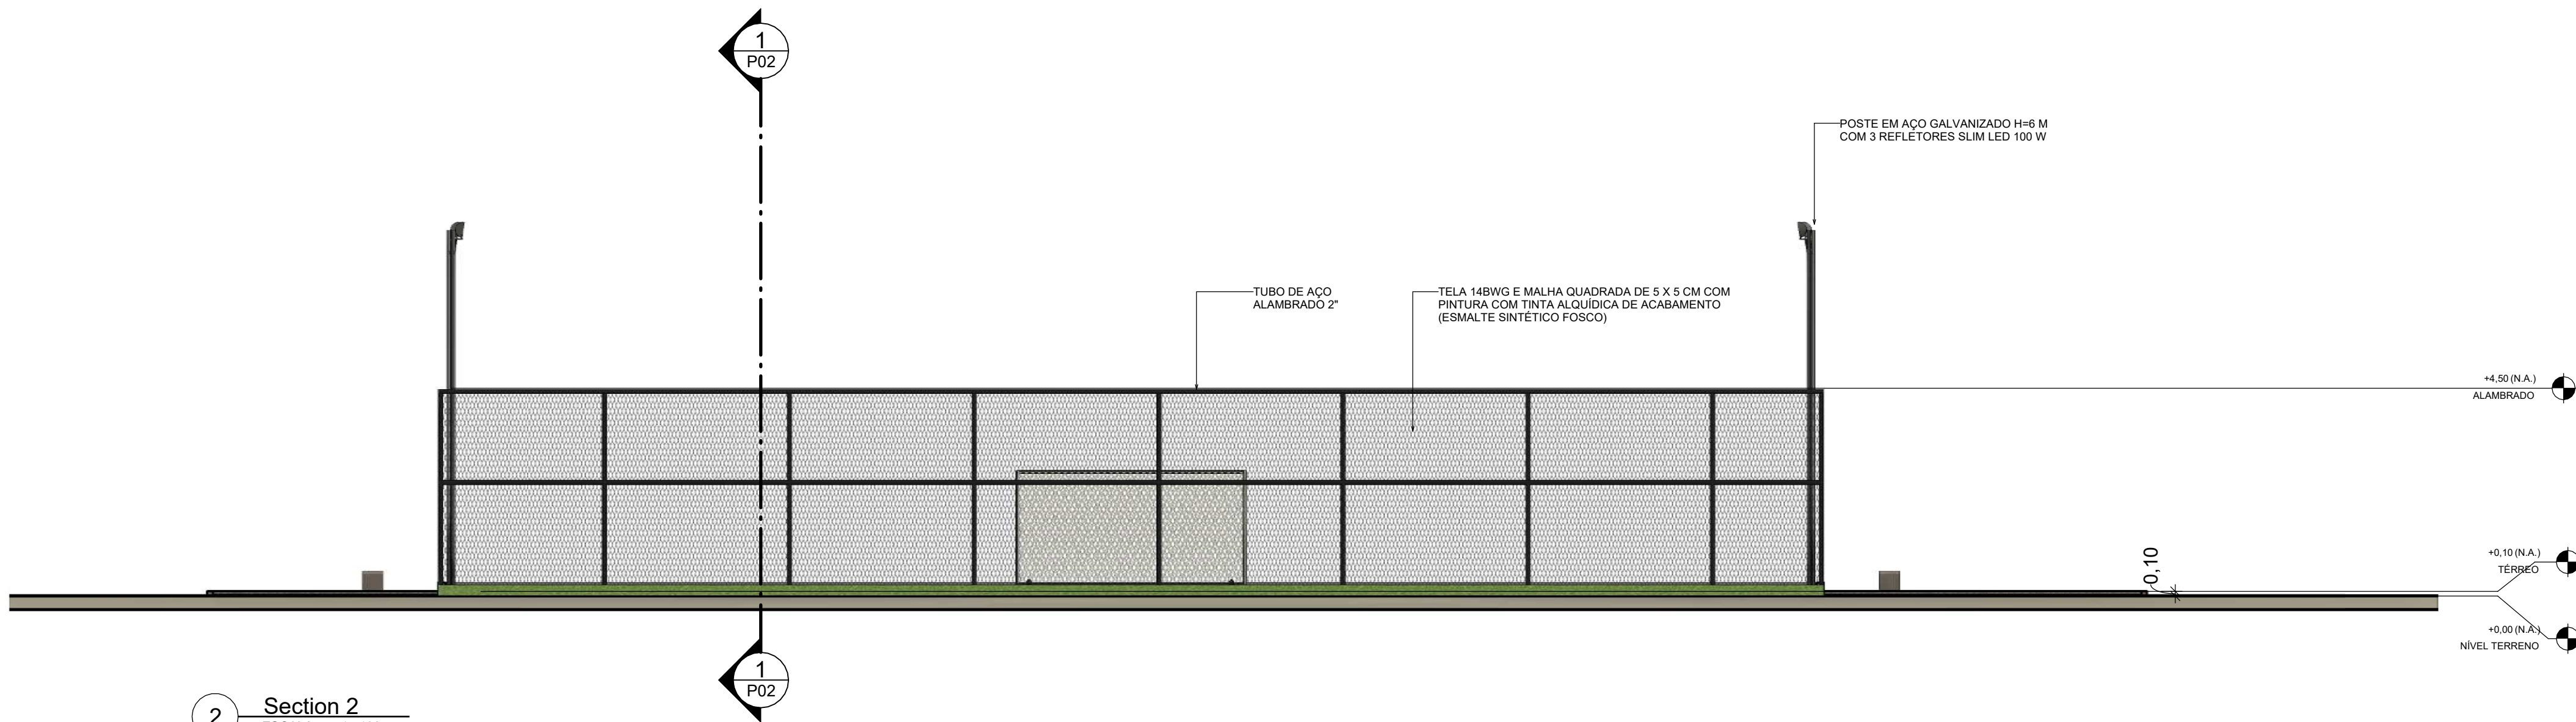 1
P02
POSTE EM AÇO GALVANIZADO H=6 M
COM 3 REFLETORES SLIM LED 100 W
TUBO DE AÇO
ALAMBRADO 2"
TELA 14BWG E MALHA QUADRADA DE 5 X 5 CM COM
PINTURA COM TINTA ALQUÍDICA DE ACABAMENTO
(ESMALTE SINTÉTICO FOSCO)
+4,50 (N.A.)
ALAMBRADO
0,10
+0,10 (N.A.)
TÉRREO
+0,00 (N.A.)
NÍVEL TERRENO
1
P02
2
Section 2